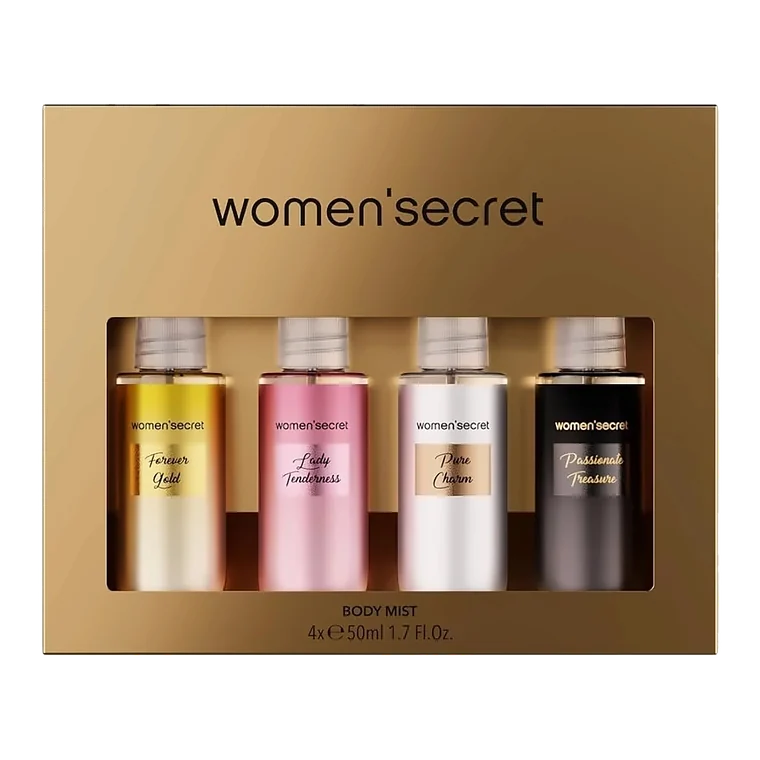 women'secret
women'secret
Forever
Gold
women'secret
Lady
Tenderness
women'secret
Pure
Charm
women'secret
Passionate
Treasure
BODY MIST
4x℮50ml 1.7 Fl.Oz.